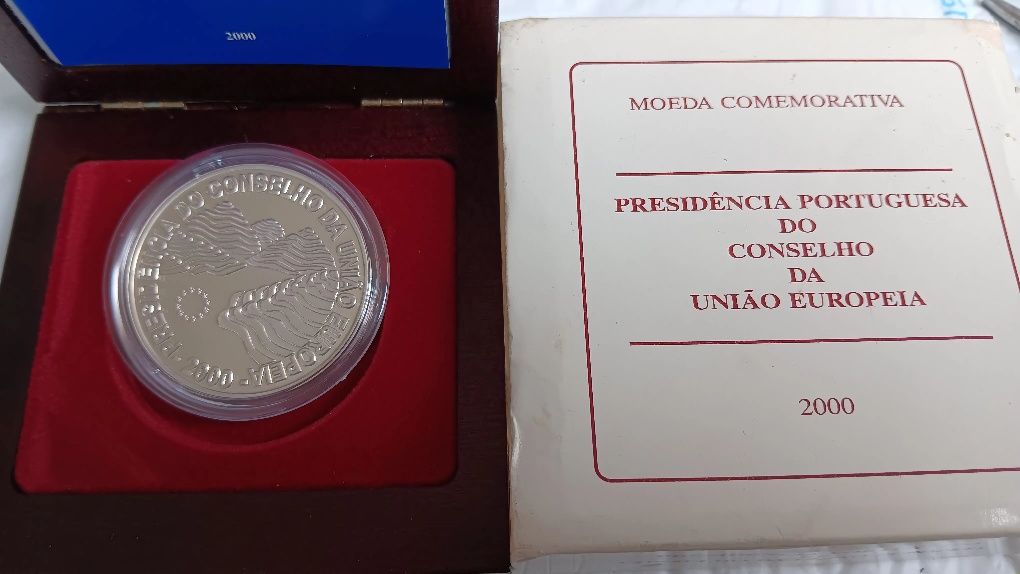 2000
PRESIDÊNCIA DO CONSELHO DA UNIÃO EUROPEIA · 2000 ·
MOEDA COMEMORATIVA
PRESIDÊNCIA PORTUGUESA
DO
CONSELHO
DA
UNIÃO EUROPEIA
2000